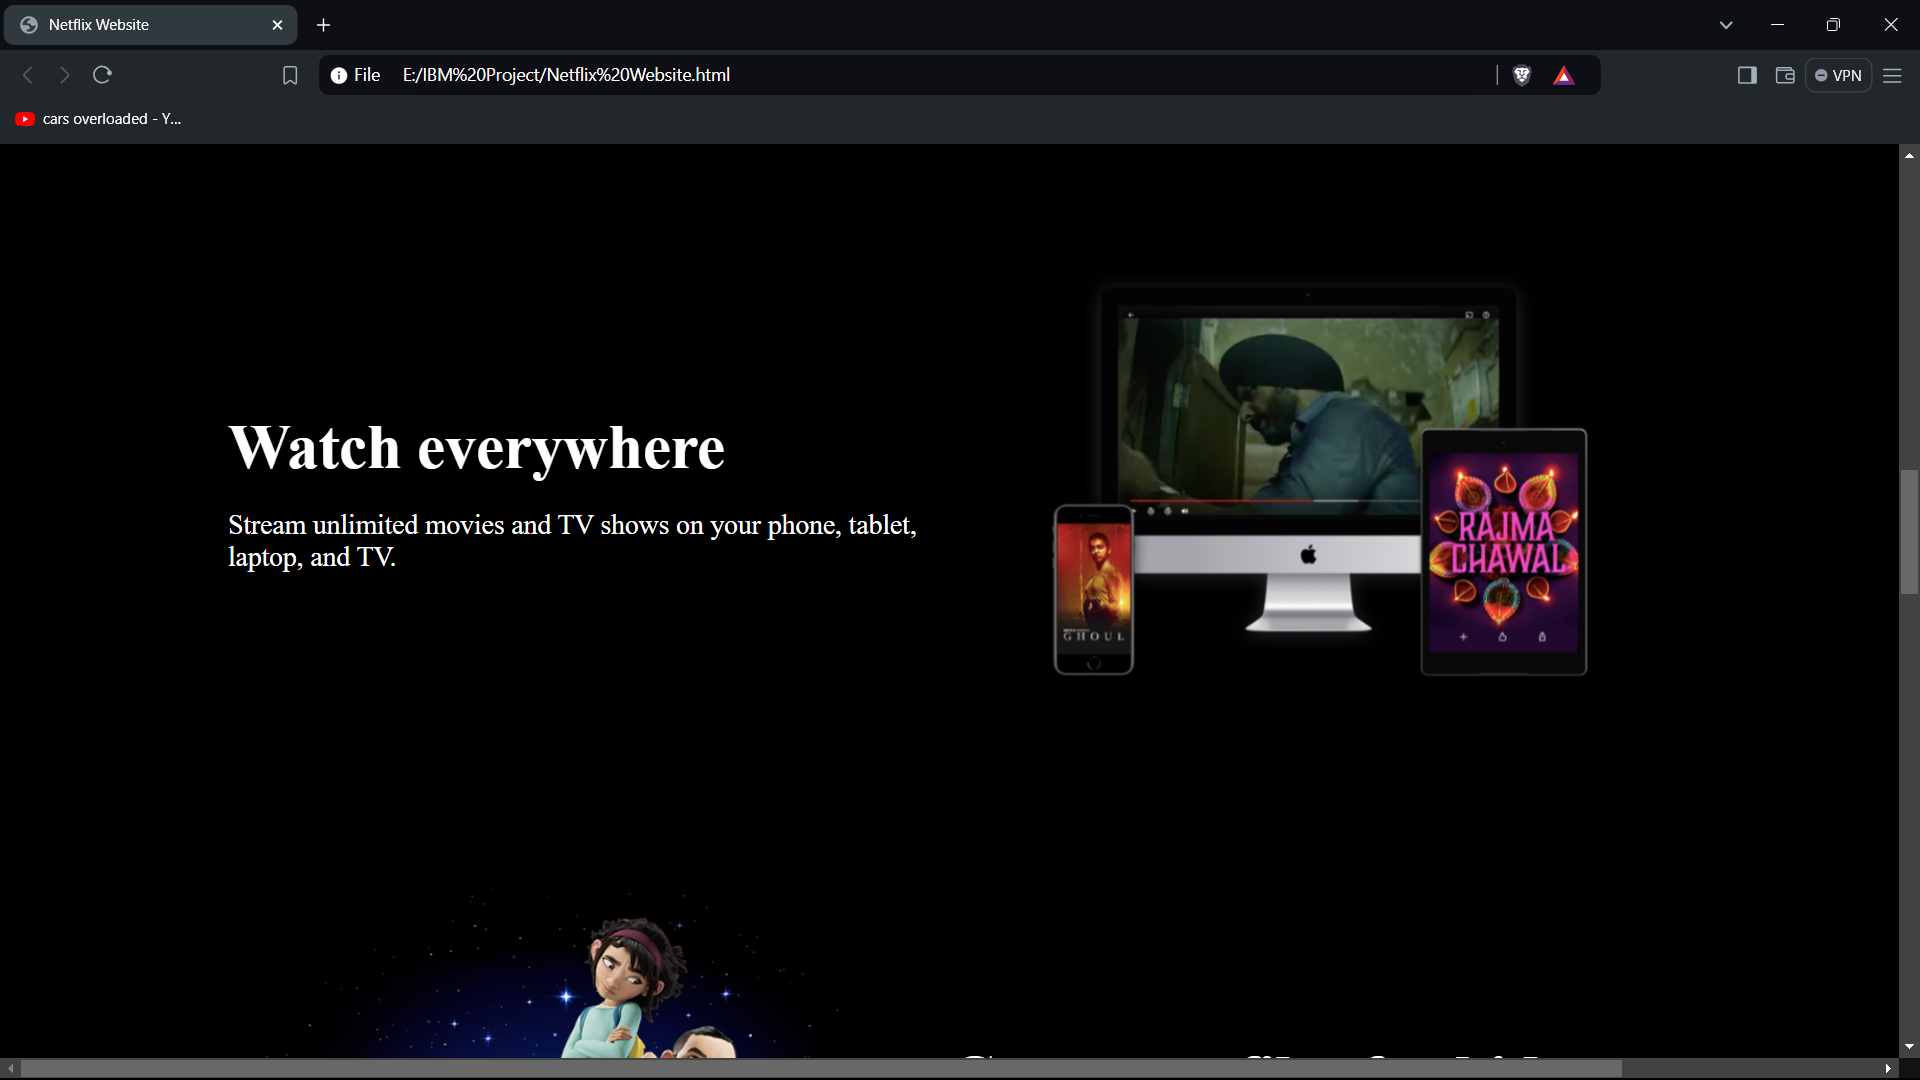 Netflix Website
File E:/IBM%20Project/Netflix%20Website.html
VPN
cars overloaded - Y...
Watch everywhere
Stream unlimited movies and TV shows on your phone, tablet,
laptop, and TV.
RAJMA
CHAWAL
GHOUL